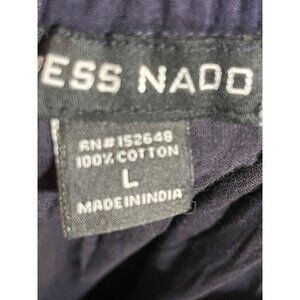 ESS NADO
RN#152648
100% COTTON
L
MADE IN INDIA